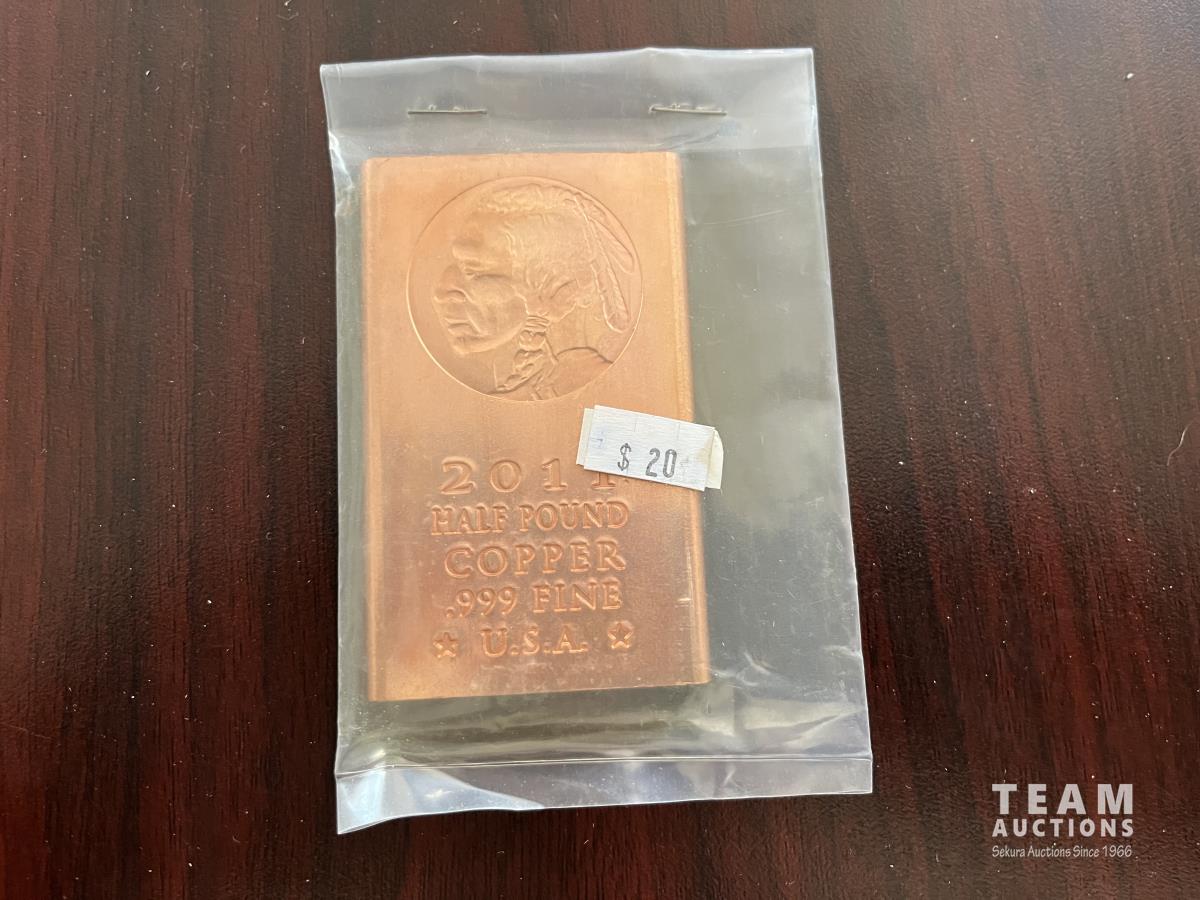 $ 20
2011
HALF POUND
COPPER
.999 FINE
U.S.A.
TEAM
AUCTIONS
Sekura Auctions Since 1966